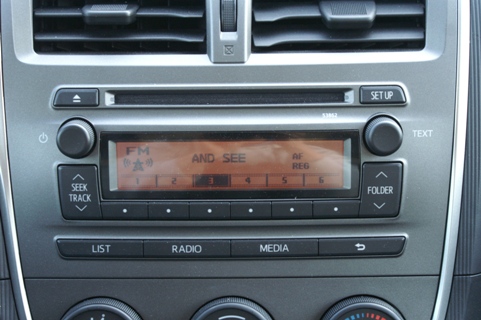 SET UP
53862
FM AND SEE AF
REG
1 2 3 4 5 6
TEXT
SEEK
TRACK
FOLDER
LIST RADIO MEDIA